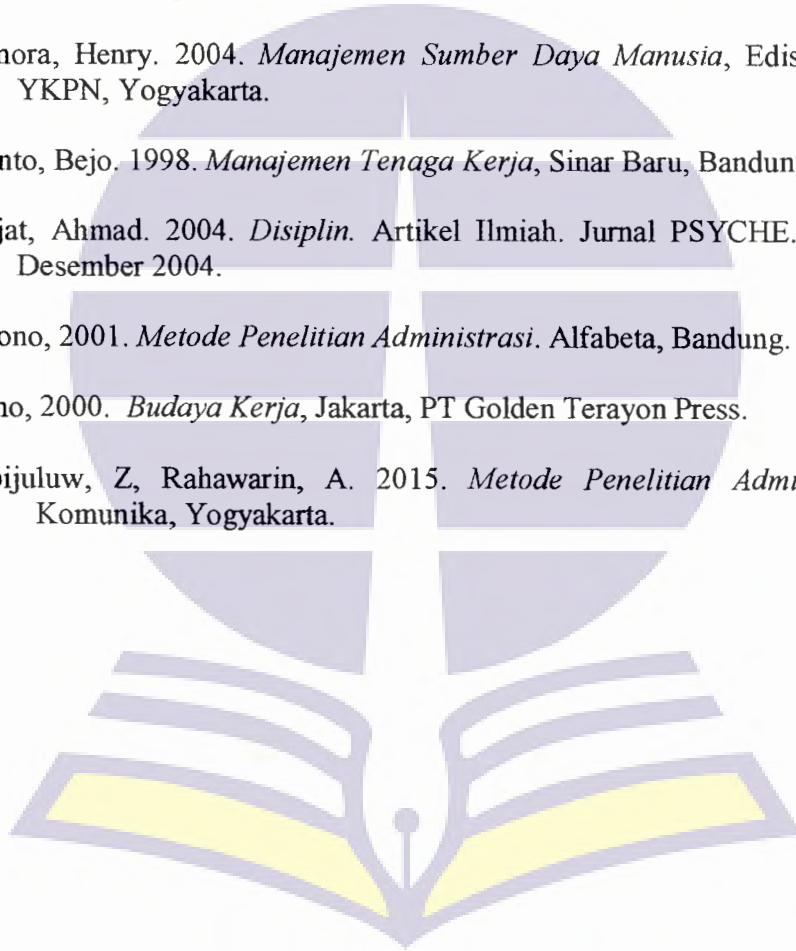 nora, Henry. 2004. Manajemen Sumber Daya Manusia, Edis
YKPN, Yogyakarta.
nto, Bejo. 1998. Manajemen Tenaga Kerja, Sinar Baru, Bandun
jat, Ahmad. 2004. Disiplin. Artikel Ilmiah. Jurnal PSYCHE.
Desember 2004.
ono, 2001. Metode Penelitian Administrasi. Alfabeta, Bandung.
no, 2000. Budaya Kerja, Jakarta, PT Golden Terayon Press.
ijuluw, Z, Rahawarin, A. 2015. Metode Penelitian Admi
Komunika, Yogyakarta.